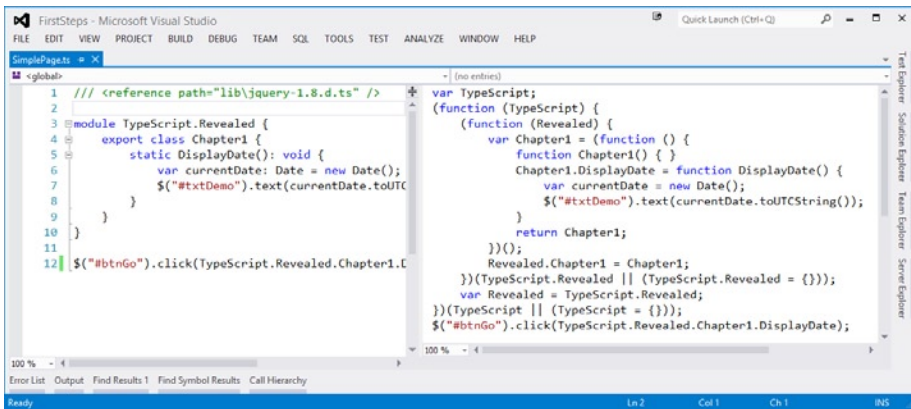 FirstSteps - Microsoft Visual Studio
Quick Launch (Ctrl+Q)
FILE EDIT VIEW PROJECT BUILD DEBUG TEAM SQL TOOLS TEST ANALYZE WINDOW HELP
SimplePage.ts
<global>
(no entries)
1 /// <reference path="lib\jquery-1.8.d.ts" />
2
3 module TypeScript.Revealed {
4 export class Chapter1 {
5 static DisplayDate(): void {
6 var currentDate: Date = new Date();
7 $("#txtDemo").text(currentDate.toUTC
8 }
9 }
10 }
11
12 $("#btnGo").click(TypeScript.Revealed.Chapter1.D
100 %
var TypeScript;
(function (TypeScript) {
(function (Revealed) {
var Chapter1 = (function () {
function Chapter1() { }
Chapter1.DisplayDate = function DisplayDate() {
var currentDate = new Date();
$("#txtDemo").text(currentDate.toUTCString());
}
return Chapter1;
})();
Revealed.Chapter1 = Chapter1;
})(TypeScript.Revealed || (TypeScript.Revealed = {}));
var Revealed = TypeScript.Revealed;
})(TypeScript || (TypeScript = {}));
$("#btnGo").click(TypeScript.Revealed.Chapter1.DisplayDate);
100 %
Test Explorer
Solution Explorer
Team Explorer
Server Explorer
Error List Output Find Results 1 Find Symbol Results Call Hierarchy
Ready Ln 2 Col 1 Ch 1 INS